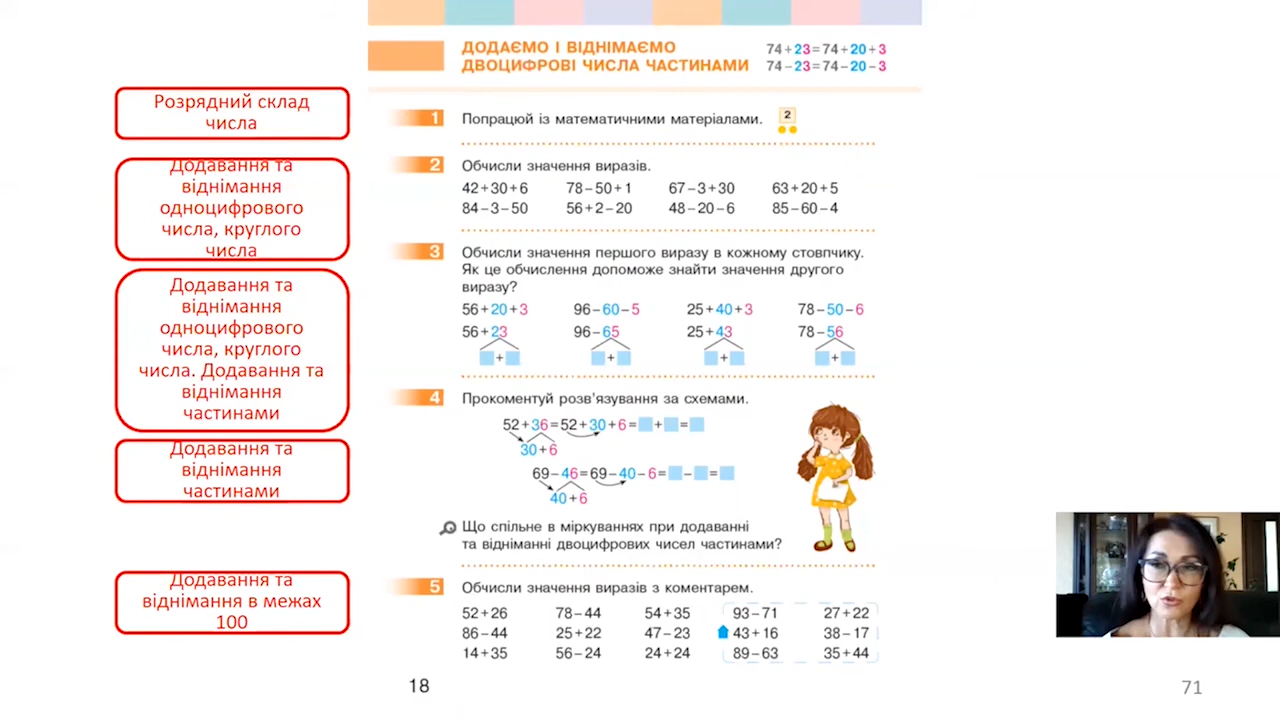 Розрядний склад
числа
Додавання та
віднімання
одноцифрового
числа, круглого
числа
Додавання та
віднімання
одноцифрового
числа, круглого
числа. Додавання та
віднімання
частинами
Додавання та
віднімання
частинами
Додавання та
віднімання в межах
100
ДОДАЄМО І ВІДНІМАЄМО
ДВОЦИФРОВІ ЧИСЛА ЧАСТИНАМИ
74+23=74+20+3
74−23=74−20−3
1 Попрацюй із математичними матеріалами. 2
2 Обчисли значення виразів.
42+30+6 78−50+1 67−3+30 63+20+5
84−3−50 56+2−20 48−20−6 85−60−4
3 Обчисли значення першого виразу в кожному стовпчику.
Як це обчислення допоможе знайти значення другого
виразу?
56+20+3 96−60−5 25+40+3 78−50−6
56+23 96−65 25+43 78−56
+ + + +
4 Прокоментуй розв’язування за схемами.
52+36=52+30+6= + =
30+6
69−46=69−40−6= − =
40+6
Що спільне в міркуваннях при додаванні
та відніманні двоцифрових чисел частинами?
5 Обчисли значення виразів з коментарем.
52+26 78−44 54+35 93−71 27+22
86−44 25+22 47−23 43+16 38−17
14+35 56−24 24+24 89−63 35+44
18
71